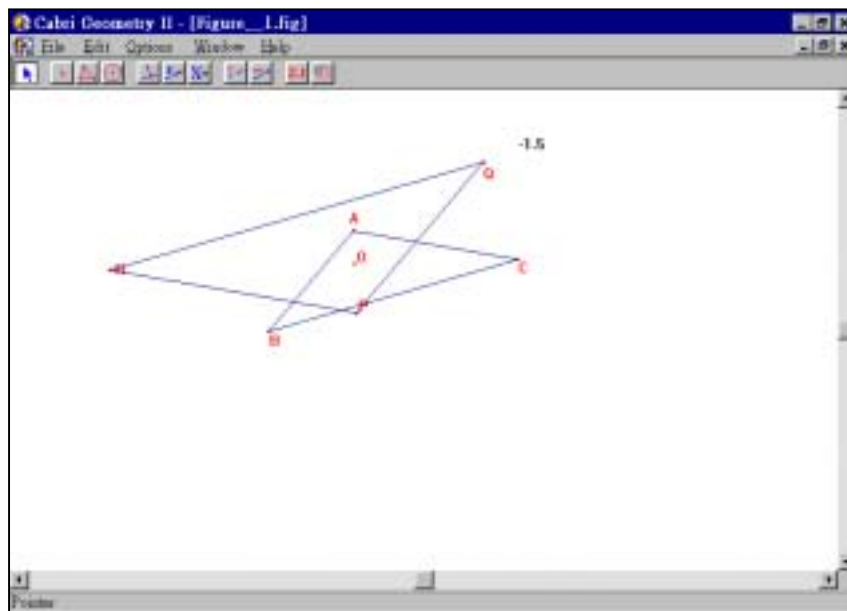 Cabri Geometry II - [Figure__1.fig]
File Edit Options Window Help
-1.5
Q
A
O
C
P
B
Pointer